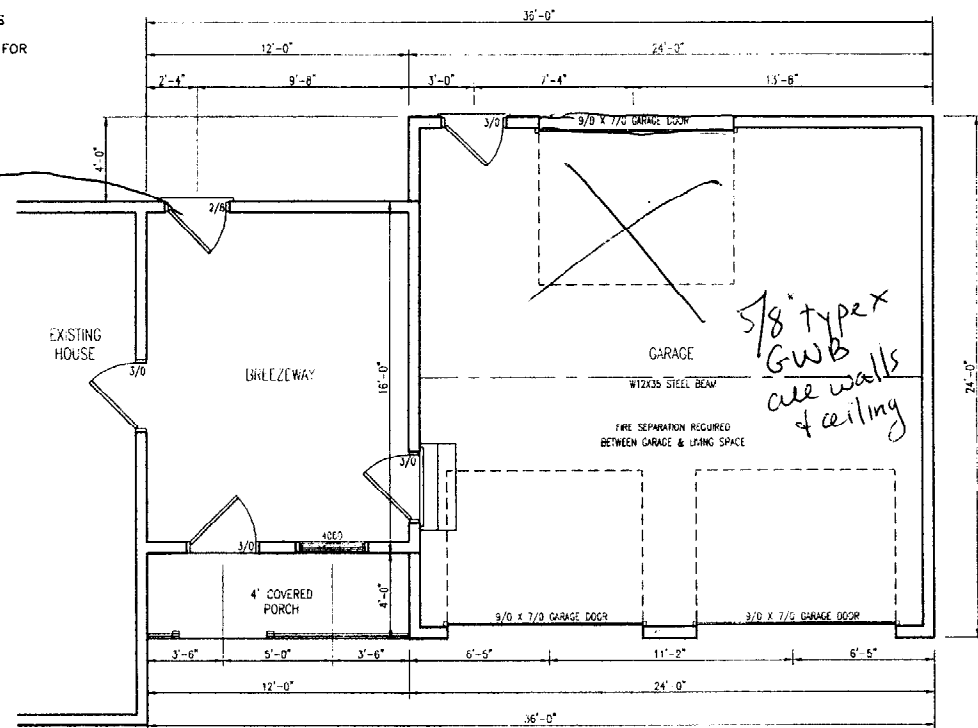 S
FOR
36'-0"
12'-0"
24'-0"
2'-4"
9'-8"
3'-0"
7'-4"
13'-8"
4'-0"
3/0
9/0 X 7/0 GARAGE DOOR
2/8
EXISTING
HOUSE
3/0
BREEZEWAY
16'-0"
GARAGE
W12X35 STEEL BEAM
5/8" type X
GWB
all walls
& ceiling
24'-0"
FIRE SEPARATION REQUIRED
BETWEEN GARAGE & LIVING SPACE
3/0
3/0
4060
4' COVERED
PORCH
4'-0"
9/0 X 7/0 GARAGE DOOR
9/0 X 7/0 GARAGE DOOR
3'-6"
5'-0"
3'-6"
6'-5"
11'-2"
6'-5"
12'-0"
24'-0"
36'-0"